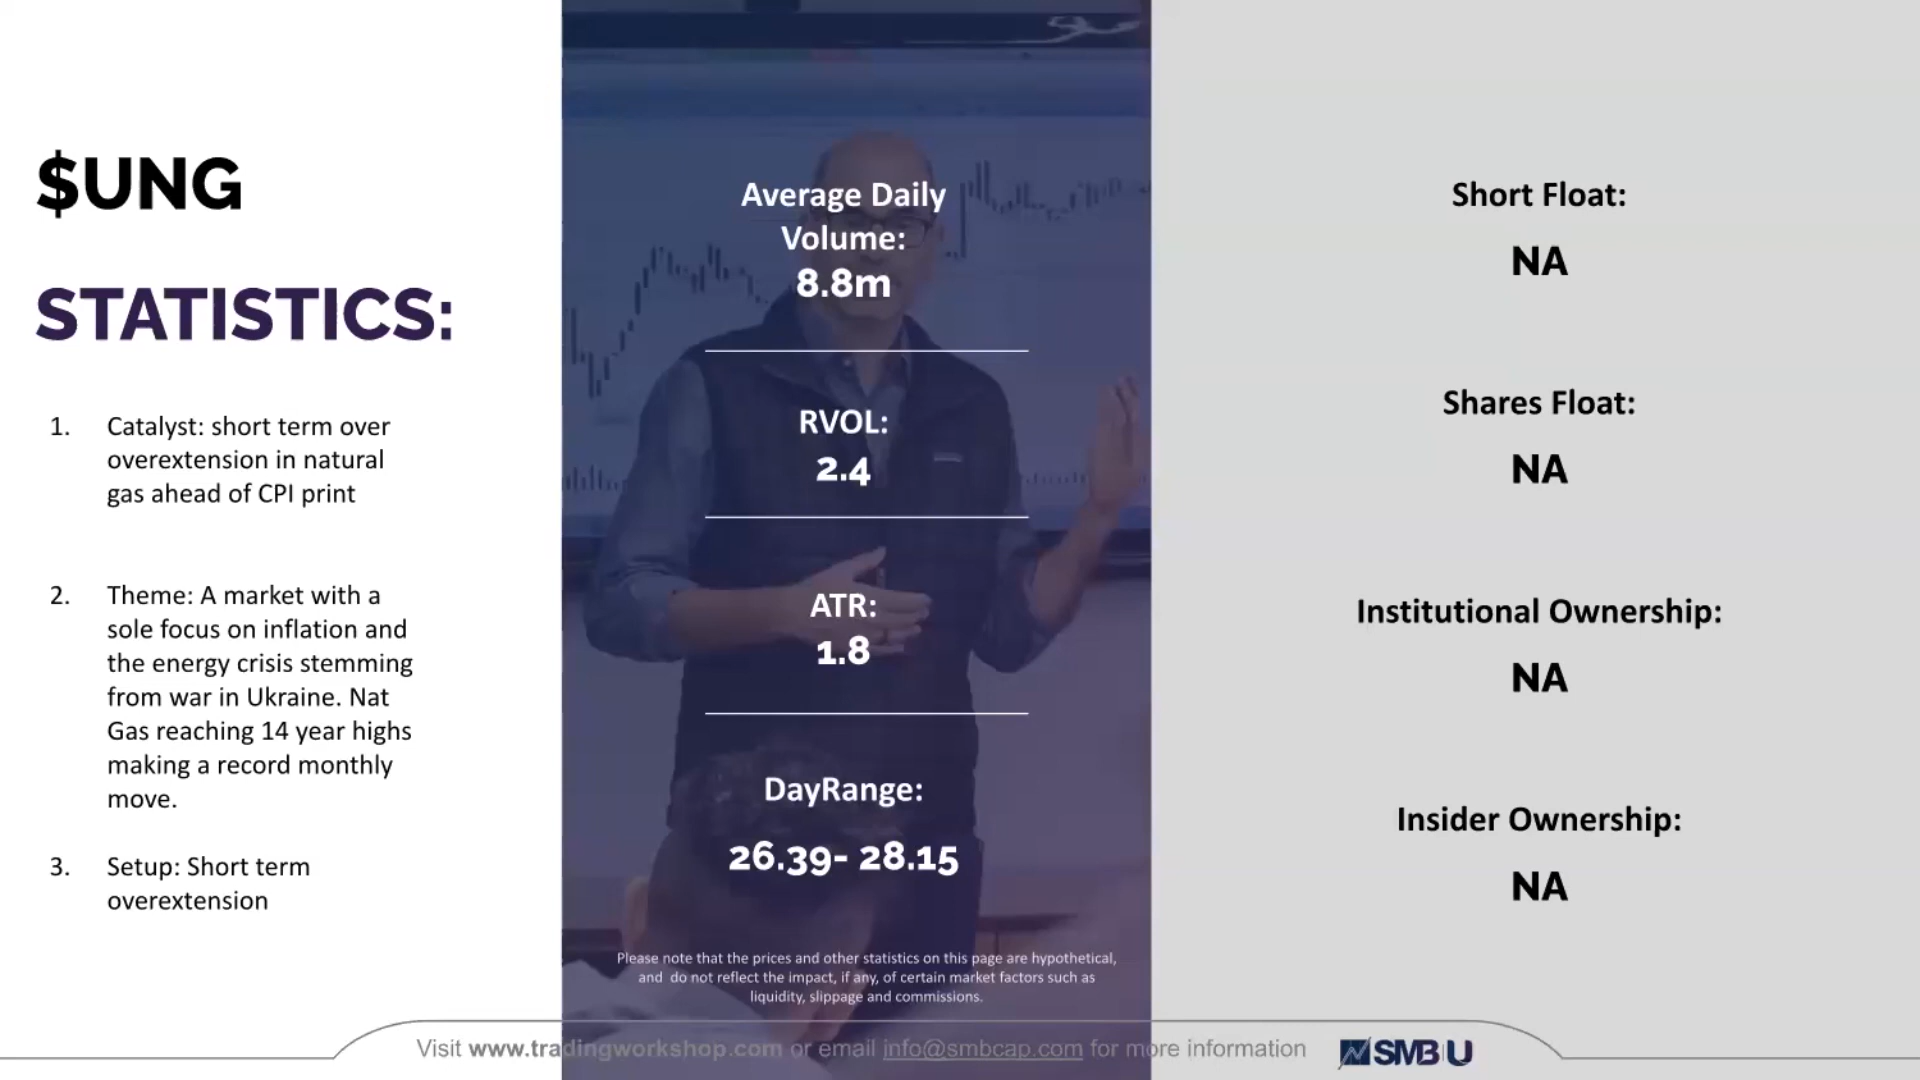 $UNG
STATISTICS:
1. Catalyst: short term over
overextension in natural
gas ahead of CPI print
2. Theme: A market with a
sole focus on inflation and
the energy crisis stemming
from war in Ukraine. Nat
Gas reaching 14 year highs
making a record monthly
move.
3. Setup: Short term
overextension
Average Daily
Volume:
8.8m
RVOL:
2.4
ATR:
1.8
DayRange:
26.39- 28.15
Please note that the prices and other statistics on this page are hypothetical,
and do not reflect the impact, if any, of certain market factors such as
liquidity, slippage and commissions.
Short Float:
NA
Shares Float:
NA
Institutional Ownership:
NA
Insider Ownership:
NA
Visit www.tradingworkshop.com or email info@smbcap.com for more information
SMB U